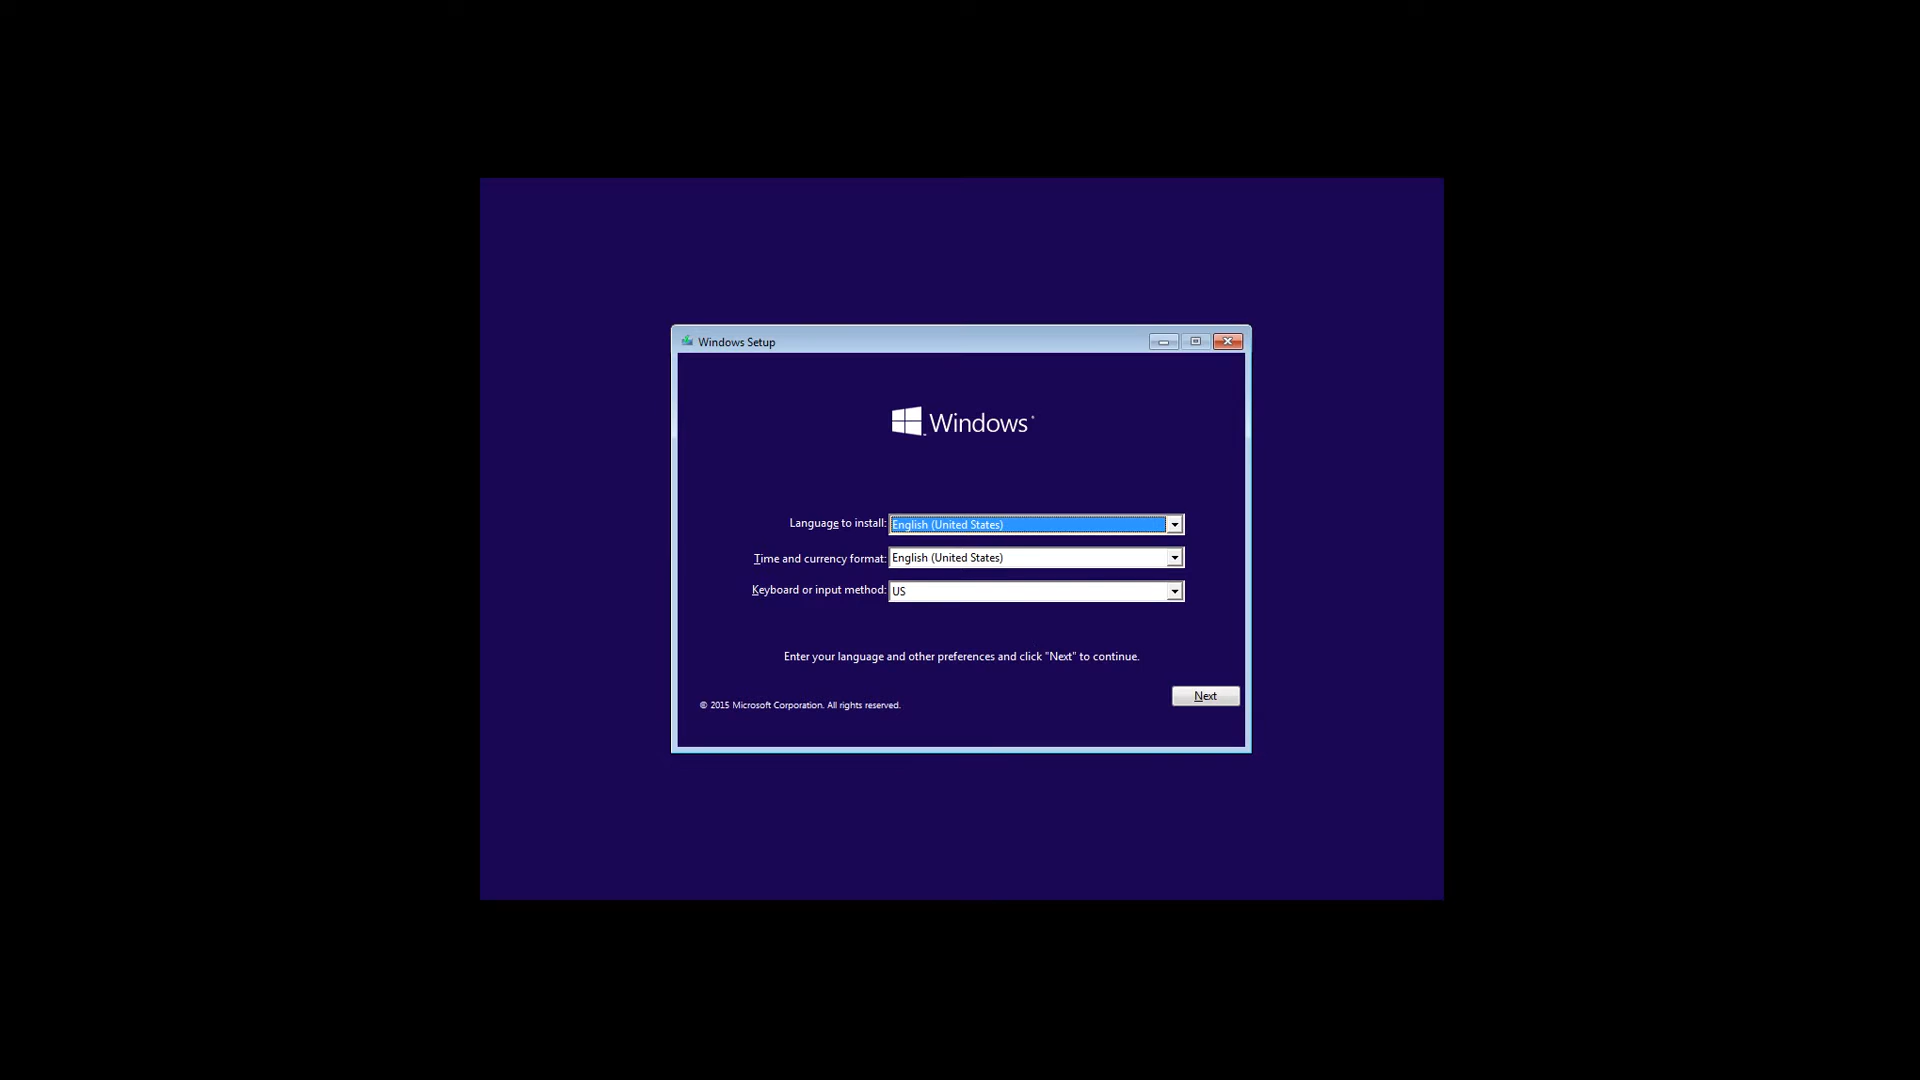 Windows Setup
Windows
Language to install: English (United States)
Time and currency format: English (United States)
Keyboard or input method: US
Enter your language and other preferences and click "Next" to continue.
Next
© 2015 Microsoft Corporation. All rights reserved.